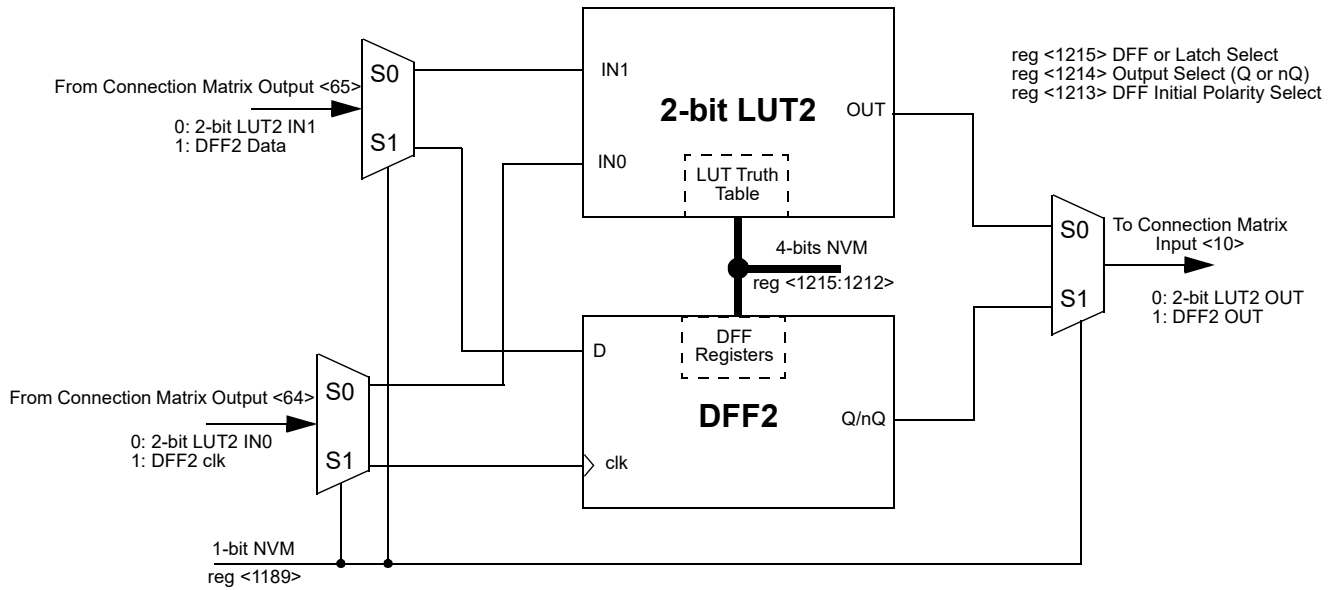 reg <1215> DFF or Latch Select
reg <1214> Output Select (Q or nQ)
reg <1213> DFF Initial Polarity Select
From Connection Matrix Output <65>
0: 2-bit LUT2 IN1
1: DFF2 Data
S0
S1
IN1
IN0
2-bit LUT2
OUT
LUT Truth
Table
4-bits NVM
reg <1215:1212>
S0
S1
To Connection Matrix
Input <10>
0: 2-bit LUT2 OUT
1: DFF2 OUT
From Connection Matrix Output <64>
0: 2-bit LUT2 IN0
1: DFF2 clk
S0
S1
D
clk
DFF
Registers
DFF2
Q/nQ
1-bit NVM
reg <1189>